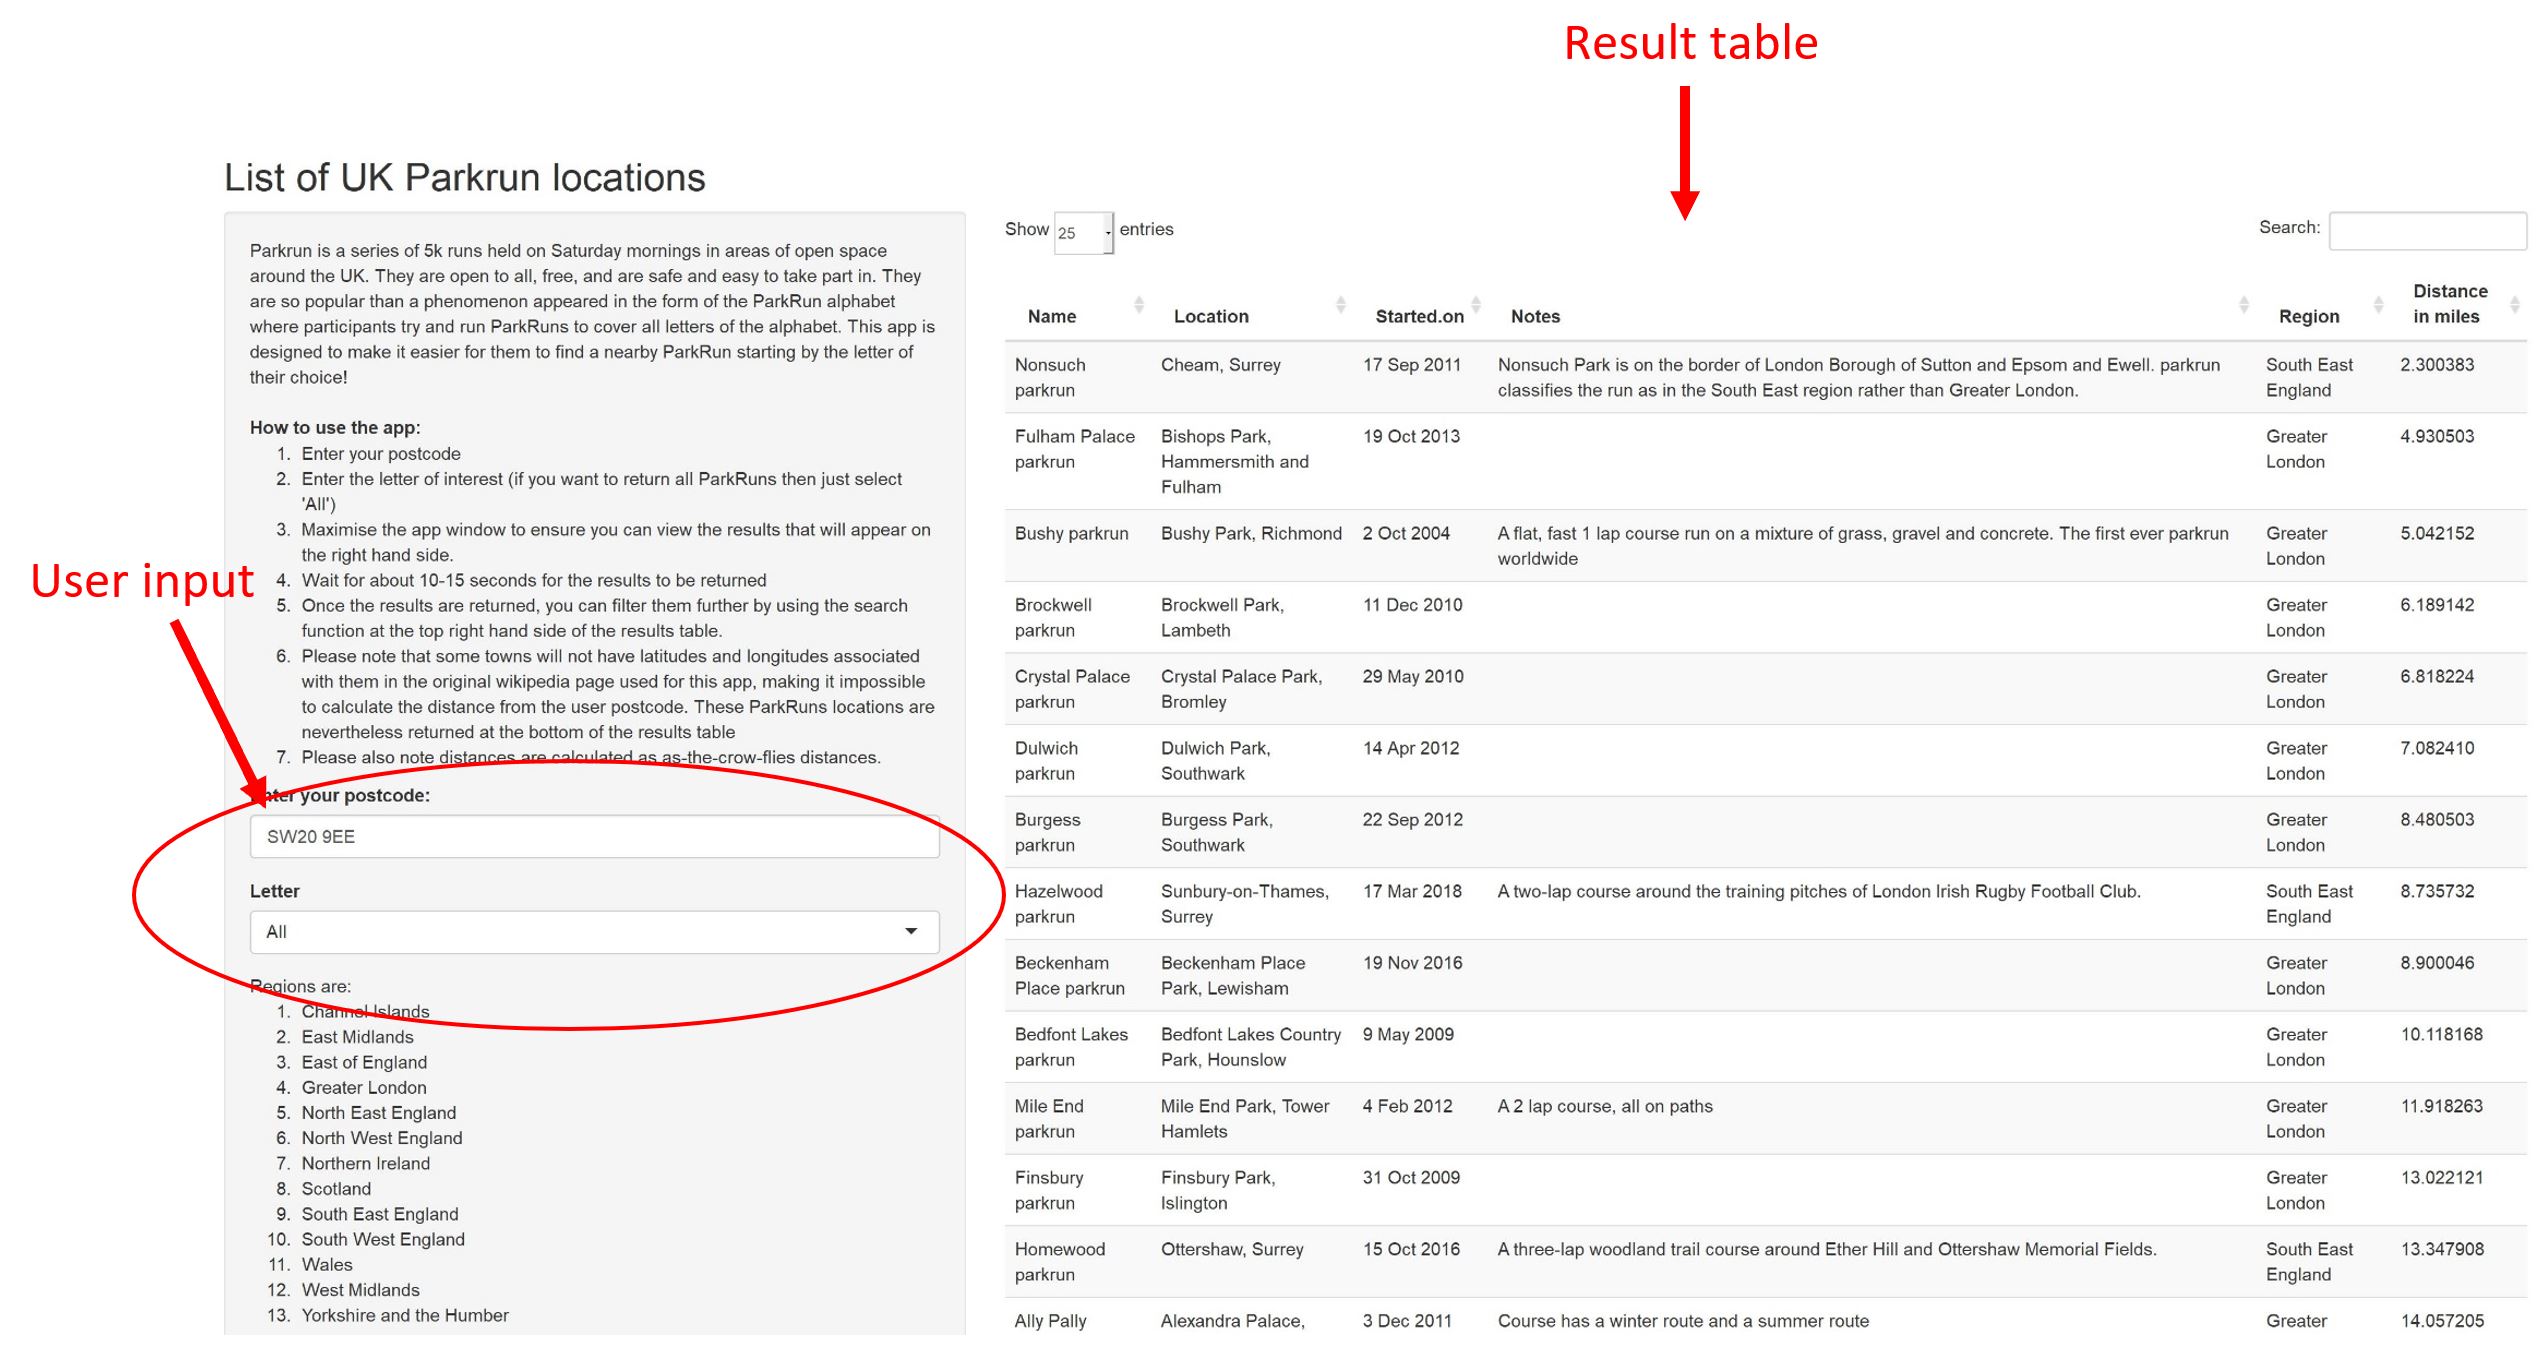 Result table
List of UK Parkrun locations
Parkrun is a series of 5k runs held on Saturday mornings in areas of open space
around the UK. They are open to all, free, and are safe and easy to take part in. They
are so popular than a phenomenon appeared in the form of the ParkRun alphabet
where participants try and run ParkRuns to cover all letters of the alphabet. This app is
designed to make it easier for them to find a nearby ParkRun starting by the letter of
their choice!
How to use the app:
1. Enter your postcode
2. Enter the letter of interest (if you want to return all ParkRuns then just select
'All')
3. Maximise the app window to ensure you can view the results that will appear on
the right hand side.
User input
4. Wait for about 10-15 seconds for the results to be returned
5. Once the results are returned, you can filter them further by using the search
function at the top right hand side of the results table.
6. Please note that some towns will not have latitudes and longitudes associated
with them in the original wikipedia page used for this app, making it impossible
to calculate the distance from the user postcode. These ParkRuns locations are
nevertheless returned at the bottom of the results table
7. Please also note distances are calculated as as-the-crow-flies distances.
Enter your postcode:
SW20 9EE
Letter
All
Regions are:
1. Channel Islands
2. East Midlands
3. East of England
4. Greater London
5. North East England
6. North West England
7. Northern Ireland
8. Scotland
9. South East England
10. South West England
11. Wales
12. West Midlands
13. Yorkshire and the Humber
Show 25 entries
Search:
Distance
Name Location Started.on Notes Region in miles
Nonsuch Cheam, Surrey 17 Sep 2011 Nonsuch Park is on the border of London Borough of Sutton and Epsom and Ewell. parkrun South East 2.300383
parkrun classifies the run as in the South East region rather than Greater London. England
Fulham Palace Bishops Park, 19 Oct 2013 Greater 4.930503
parkrun Hammersmith and London
Fulham
Bushy parkrun Bushy Park, Richmond 2 Oct 2004 A flat, fast 1 lap course run on a mixture of grass, gravel and concrete. The first ever parkrun Greater 5.042152
worldwide London
Brockwell Brockwell Park, 11 Dec 2010 Greater 6.189142
parkrun Lambeth London
Crystal Palace Crystal Palace Park, 29 May 2010 Greater 6.818224
parkrun Bromley London
Dulwich Dulwich Park, 14 Apr 2012 Greater 7.082410
parkrun Southwark London
Burgess Burgess Park, 22 Sep 2012 Greater 8.480503
parkrun Southwark London
Hazelwood Sunbury-on-Thames, 17 Mar 2018 A two-lap course around the training pitches of London Irish Rugby Football Club. South East 8.735732
parkrun Surrey England
Beckenham Beckenham Place 19 Nov 2016 Greater 8.900046
Place parkrun Park, Lewisham London
Bedfont Lakes Bedfont Lakes Country 9 May 2009 Greater 10.118168
parkrun Park, Hounslow London
Mile End Mile End Park, Tower 4 Feb 2012 A 2 lap course, all on paths Greater 11.918263
parkrun Hamlets London
Finsbury Finsbury Park, 31 Oct 2009 Greater 13.022121
parkrun Islington London
Homewood Ottershaw, Surrey 15 Oct 2016 A three-lap woodland trail course around Ether Hill and Ottershaw Memorial Fields. South East 13.347908
parkrun England
Ally Pally Alexandra Palace, 3 Dec 2011 Course has a winter route and a summer route Greater 14.057205